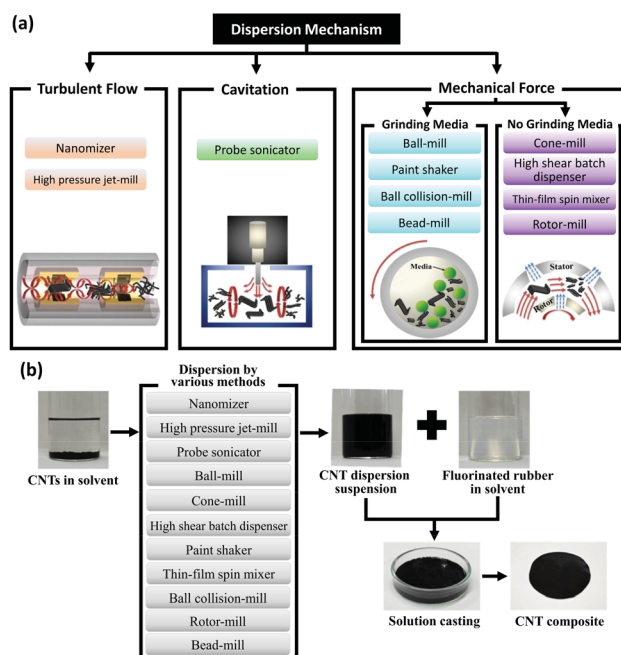 (a)
Dispersion Mechanism
Turbulent Flow
Nanomizer
High pressure jet-mill
Cavitation
Probe sonicator
Mechanical Force
Grinding Media
Ball-mill
Paint shaker
Ball collision-mill
Bead-mill
Media
No Grinding Media
Cone-mill
High shear batch
dispenser
Thin-film spin mixer
Rotor-mill
Stator
Rotor
(b)
CNTs in solvent
Dispersion by
various methods
Nanomizer
High pressure jet-mill
Probe sonicator
Ball-mill
Cone-mill
High shear batch dispenser
Paint shaker
Thin-film spin mixer
Ball collision-mill
Rotor-mill
Bead-mill
CNT dispersion
suspension
Fluorinated rubber
in solvent
Solution casting
CNT composite